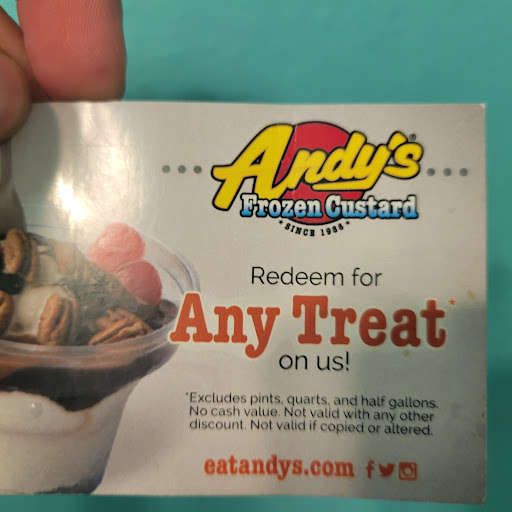 Andy's®
Frozen Custard
• SINCE 1986 •
Redeem for
Any Treat*
on us!
*Excludes pints, quarts, and half gallons.
No cash value. Not valid with any other
discount. Not valid if copied or altered.
eatandys.com